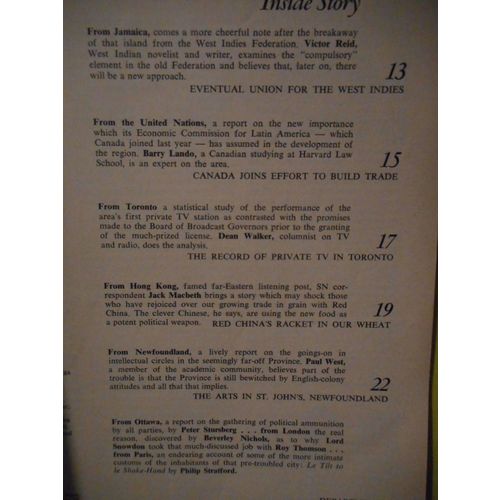 Inside Story
From Jamaica, comes a more cheerful note after the breakaway
of that island from the West Indies Federation. Victor Reid,
West Indian novelist and writer, examines the "compulsory"
element in the old Federation and believes that, later on, there
will be a new approach.
13
EVENTUAL UNION FOR THE WEST INDIES
From the United Nations, a report on the new importance
which its Economic Commission for Latin America — which
Canada joined last year — has assumed in the development of
the region. Barry Lando, a Canadian studying at Harvard Law
School, is an expert on the area.
15
CANADA JOINS EFFORT TO BUILD TRADE
From Toronto a statistical study of the performance of the
area's first private TV station as contrasted with the promises
made to the Board of Broadcast Governors prior to the granting
of the much-prized license. Dean Walker, columnist on TV
and radio, does the analysis.
17
THE RECORD OF PRIVATE TV IN TORONTO
From Hong Kong, famed far-Eastern listening post, SN cor-
respondent Jack Macbeth brings a story which may shock those
who have rejoiced over our growing trade in grain with Red
China. The clever Chinese, he says, are using the new food as
a potent political weapon.
19
RED CHINA'S RACKET IN OUR WHEAT
From Newfoundland, a lively report on the goings-on in
intellectual circles in the seemingly far-off Province. Paul West,
a member of the academic community, believes part of the
trouble is that the Province is still bewitched by English-colony
attitudes and all that that implies.
22
THE ARTS IN ST. JOHN'S, NEWFOUNDLAND
From Ottawa, a report on the gathering of political ammunition
by all parties, by Peter Stursberg . . . from London the real
reason, discovered by Beverley Nichols, as to why Lord
Snowdon took that much-discussed job with Roy Thomson . . .
from Paris, an endearing account of some of the more intimate
customs of the inhabitants of that pre-troubled city: Le Tilt to
le Shake-Hand by Philip Stratford.